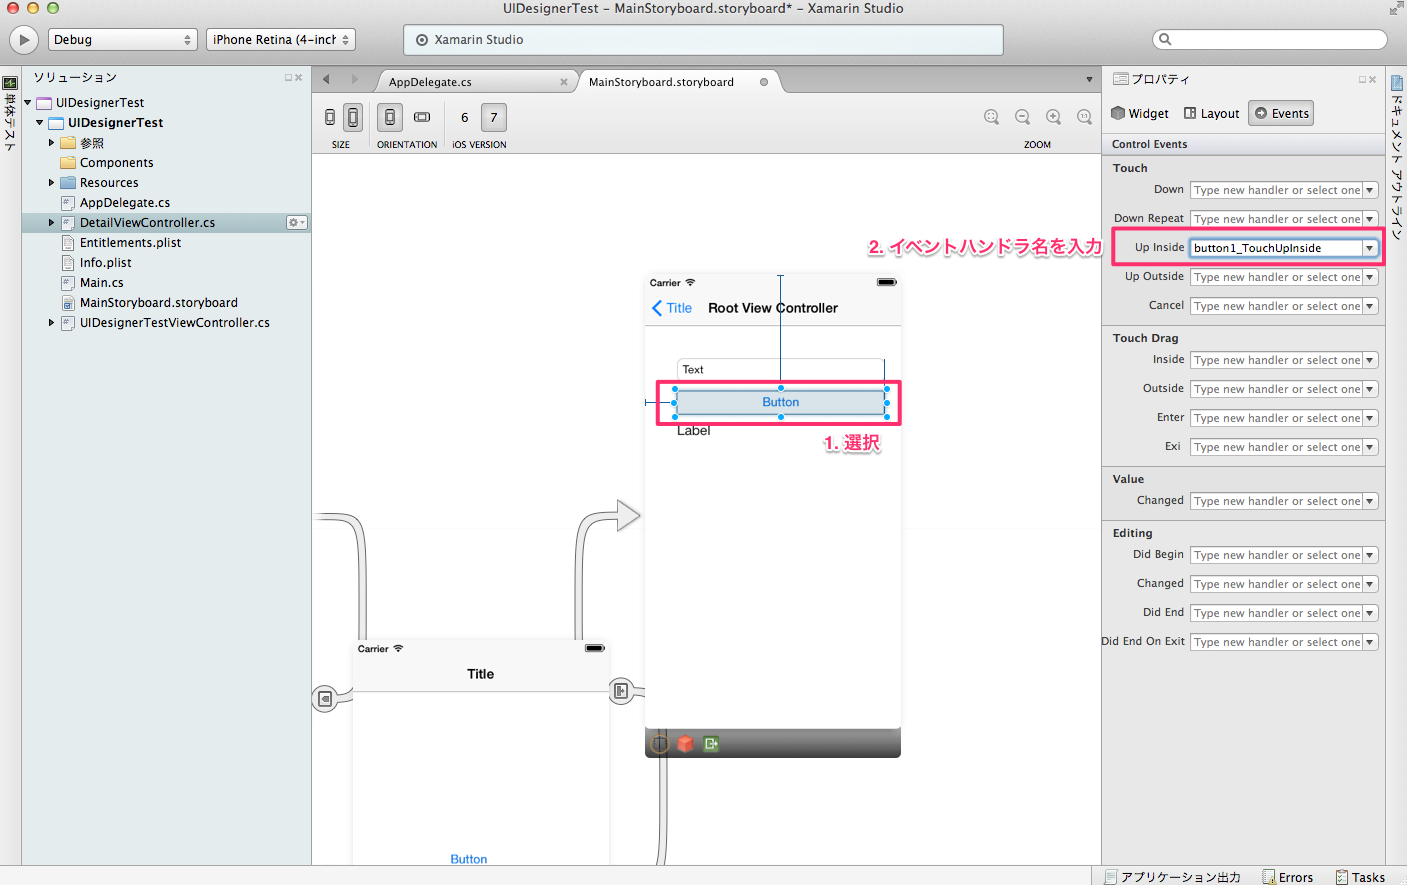 UIDesignerTest – MainStoryboard.storyboard* – Xamarin Studio
Debug
iPhone Retina (4-inch
Xamarin Studio
単体テスト
ソリューション
UIDesignerTest
UIDesignerTest
参照
Components
Resources
AppDelegate.cs
DetailViewController.cs
Entitlements.plist
Info.plist
Main.cs
MainStoryboard.storyboard
UIDesignerTestViewController.cs
AppDelegate.cs
MainStoryboard.storyboard
6
7
SIZE
ORIENTATION
iOS VERSION
ZOOM
2. イベントハンドラ名を入力
Carrier
Title
Root View Controller
Text
Button
Label
1. 選択
Carrier
Title
Button
プロパティ
Widget
Layout
Events
Control Events
Touch
Down Type new handler or select one
Down Repeat Type new handler or select one
Up Inside button1_TouchUpInside
Up Outside Type new handler or select one
Cancel Type new handler or select one
Touch Drag
Inside Type new handler or select one
Outside Type new handler or select one
Enter Type new handler or select one
Exi Type new handler or select one
Value
Changed Type new handler or select one
Editing
Did Begin Type new handler or select one
Changed Type new handler or select one
Did End Type new handler or select one
Did End On Exit Type new handler or select one
ドキュメント アウトライン
アプリケーション出力
Errors
Tasks